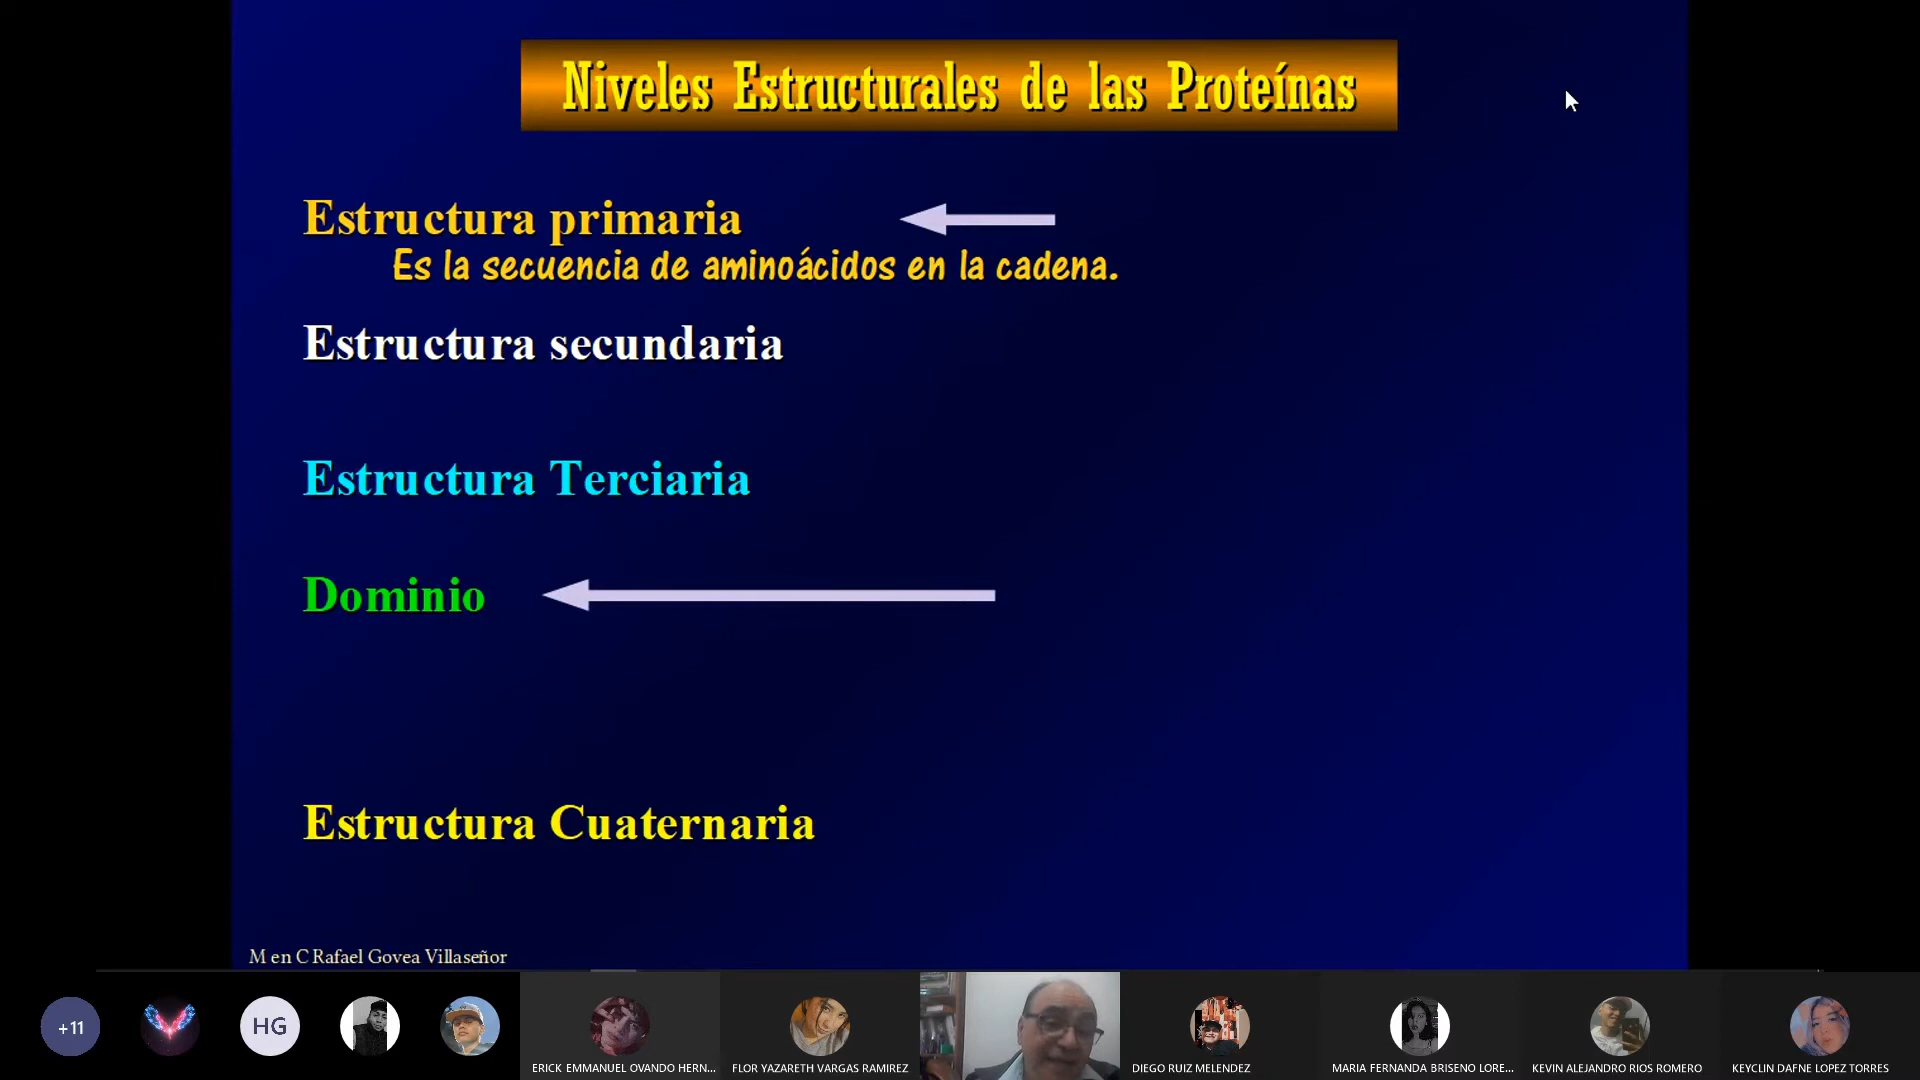 Niveles Estructurales de las Proteínas
Estructura primaria
Es la secuencia de aminoácidos en la cadena.
Estructura secundaria
Estructura Terciaria
Dominio
Estructura Cuaternaria
M en C Rafael Govea Villaseñor
+11
HG
ERICK EMMANUEL OVANDO HERN...
FLOR YAZARETH VARGAS RAMIREZ
DIEGO RUIZ MELENDEZ
MARIA FERNANDA BRISENO LORE...
KEVIN ALEJANDRO RIOS ROMERO
KEYCLIN DAFNE LOPEZ TORRES